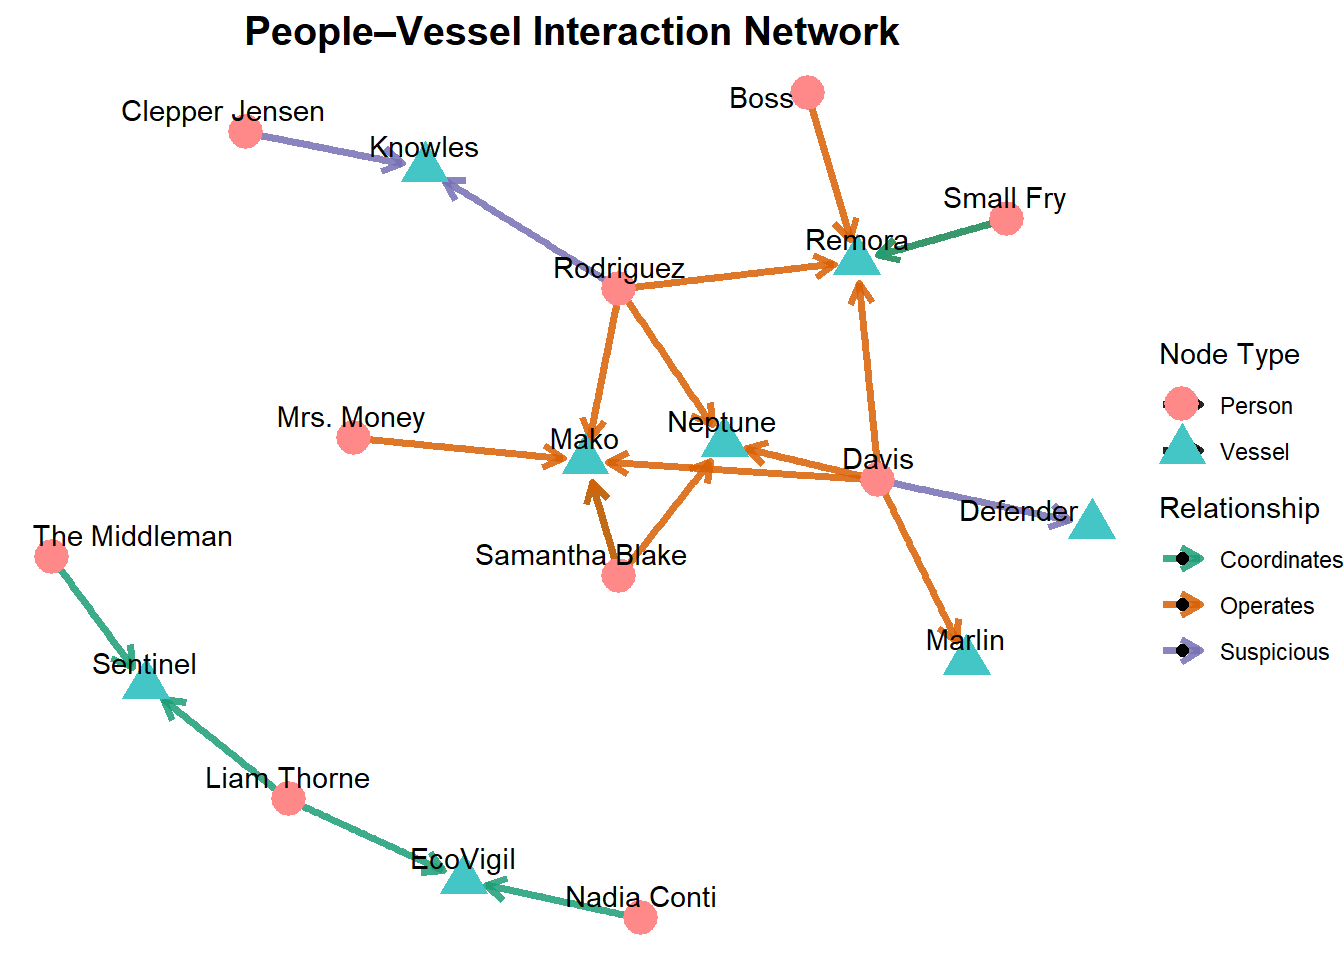 People–Vessel Interaction Network
Boss
Clepper Jensen
Knowles
Small Fry
Remora
Rodriguez
Node Type
Person
Vessel
Mrs. Money
Neptune
Mako
Davis
Relationship
Defender
Coordinates
Operates
Suspicious
The Middleman
Samantha Blake
Marlin
Sentinel
Liam Thorne
EcoVigil
Nadia Conti